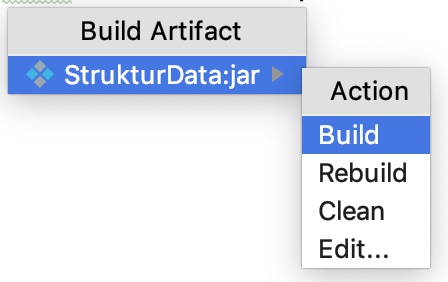 Build Artifact
StrukturData:jar
Action
Build
Rebuild
Clean
Edit...